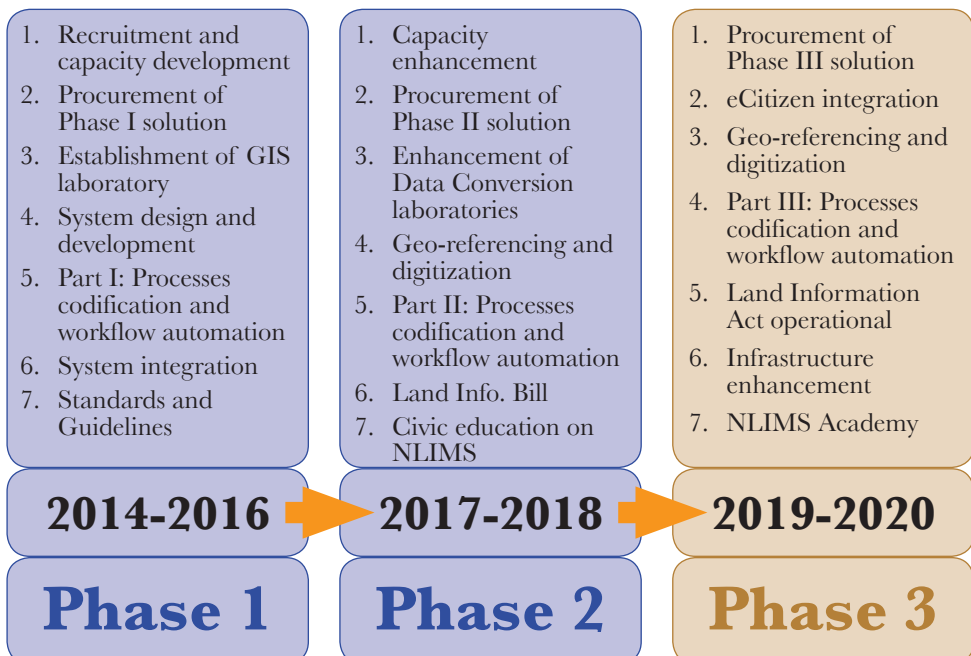 1. Recruitment and
capacity development
2. Procurement of
Phase I solution
3. Establishment of GIS
laboratory
4. System design and
development
5. Part I: Processes
codification and
workflow automation
6. System integration
7. Standards and
Guidelines
2014-2016
Phase 1
1. Capacity
enhancement
2. Procurement of
Phase II solution
3. Enhancement of
Data Conversion
laboratories
4. Geo-referencing and
digitization
5. Part II: Processes
codification and
workflow automation
6. Land Info. Bill
7. Civic education on
NLIMS
2017-2018
Phase 2
1. Procurement of
Phase III solution
2. eCitizen integration
3. Geo-referencing and
digitization
4. Part III: Processes
codification and
workflow automation
5. Land Information
Act operational
6. Infrastructure
enhancement
7. NLIMS Academy
2019-2020
Phase 3